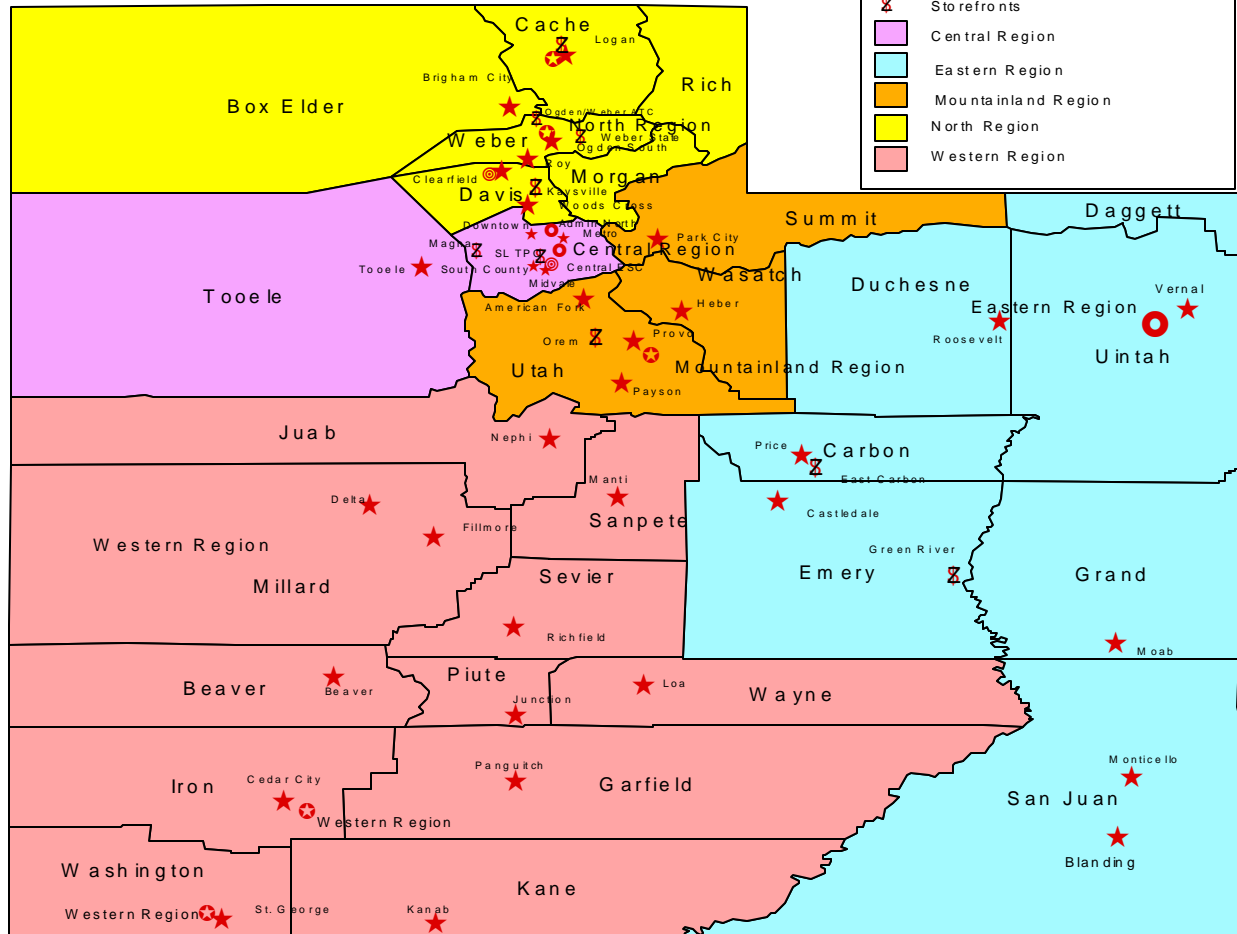 Storefronts
Central Region
Eastern Region
Mountainland Region
North Region
Western Region
Cache
Logan
Brigham City
Rich
Box Elder
Ogden/Weber ATC
North Region
Weber State
Weber
Ogden South
Roy
Clearfield
Morgan
Davis
Kaysville
Woods Cross
Daggett
Summit
Downtown
Admin North
Metro
Park City
Magna
SL TPC
Central Region
Tooele
South County
Central ESC
Wasatch
Midvale
Duchesne
Vernal
Tooele
American Fork
Heber
Eastern Region
Roosevelt
Orem
Provo
Uintah
Utah
Mountainland Region
Payson
Juab
Nephi
Price
Carbon
East Carbon
Manti
Delta
Castledale
Sanpete
Fillmore
Western Region
Green River
Sevier
Emery
Grand
Millard
Richfield
Moab
Piute
Beaver
Beaver
Loa
Wayne
Junction
Monticello
Panguitch
Cedar City
Iron
Garfield
San Juan
Western Region
Blanding
Washington
Kane
Western Region
St. George
Kanab